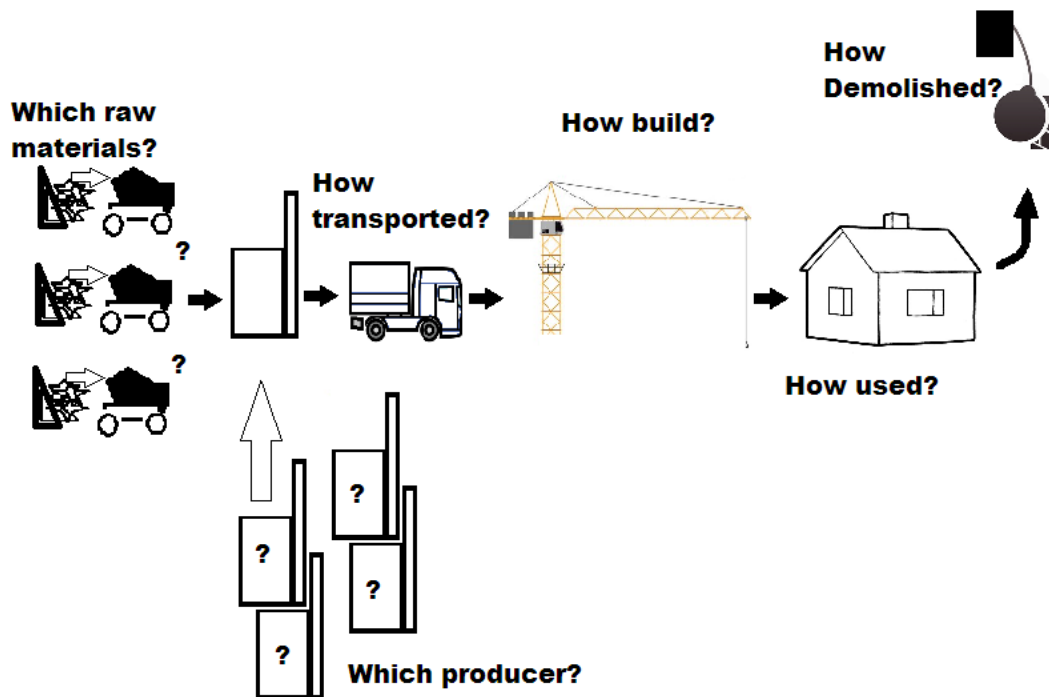 Which raw
materials?
?
?
How
transported?
How build?
How
Demolished?
How used?
?
?
?
?
Which producer?